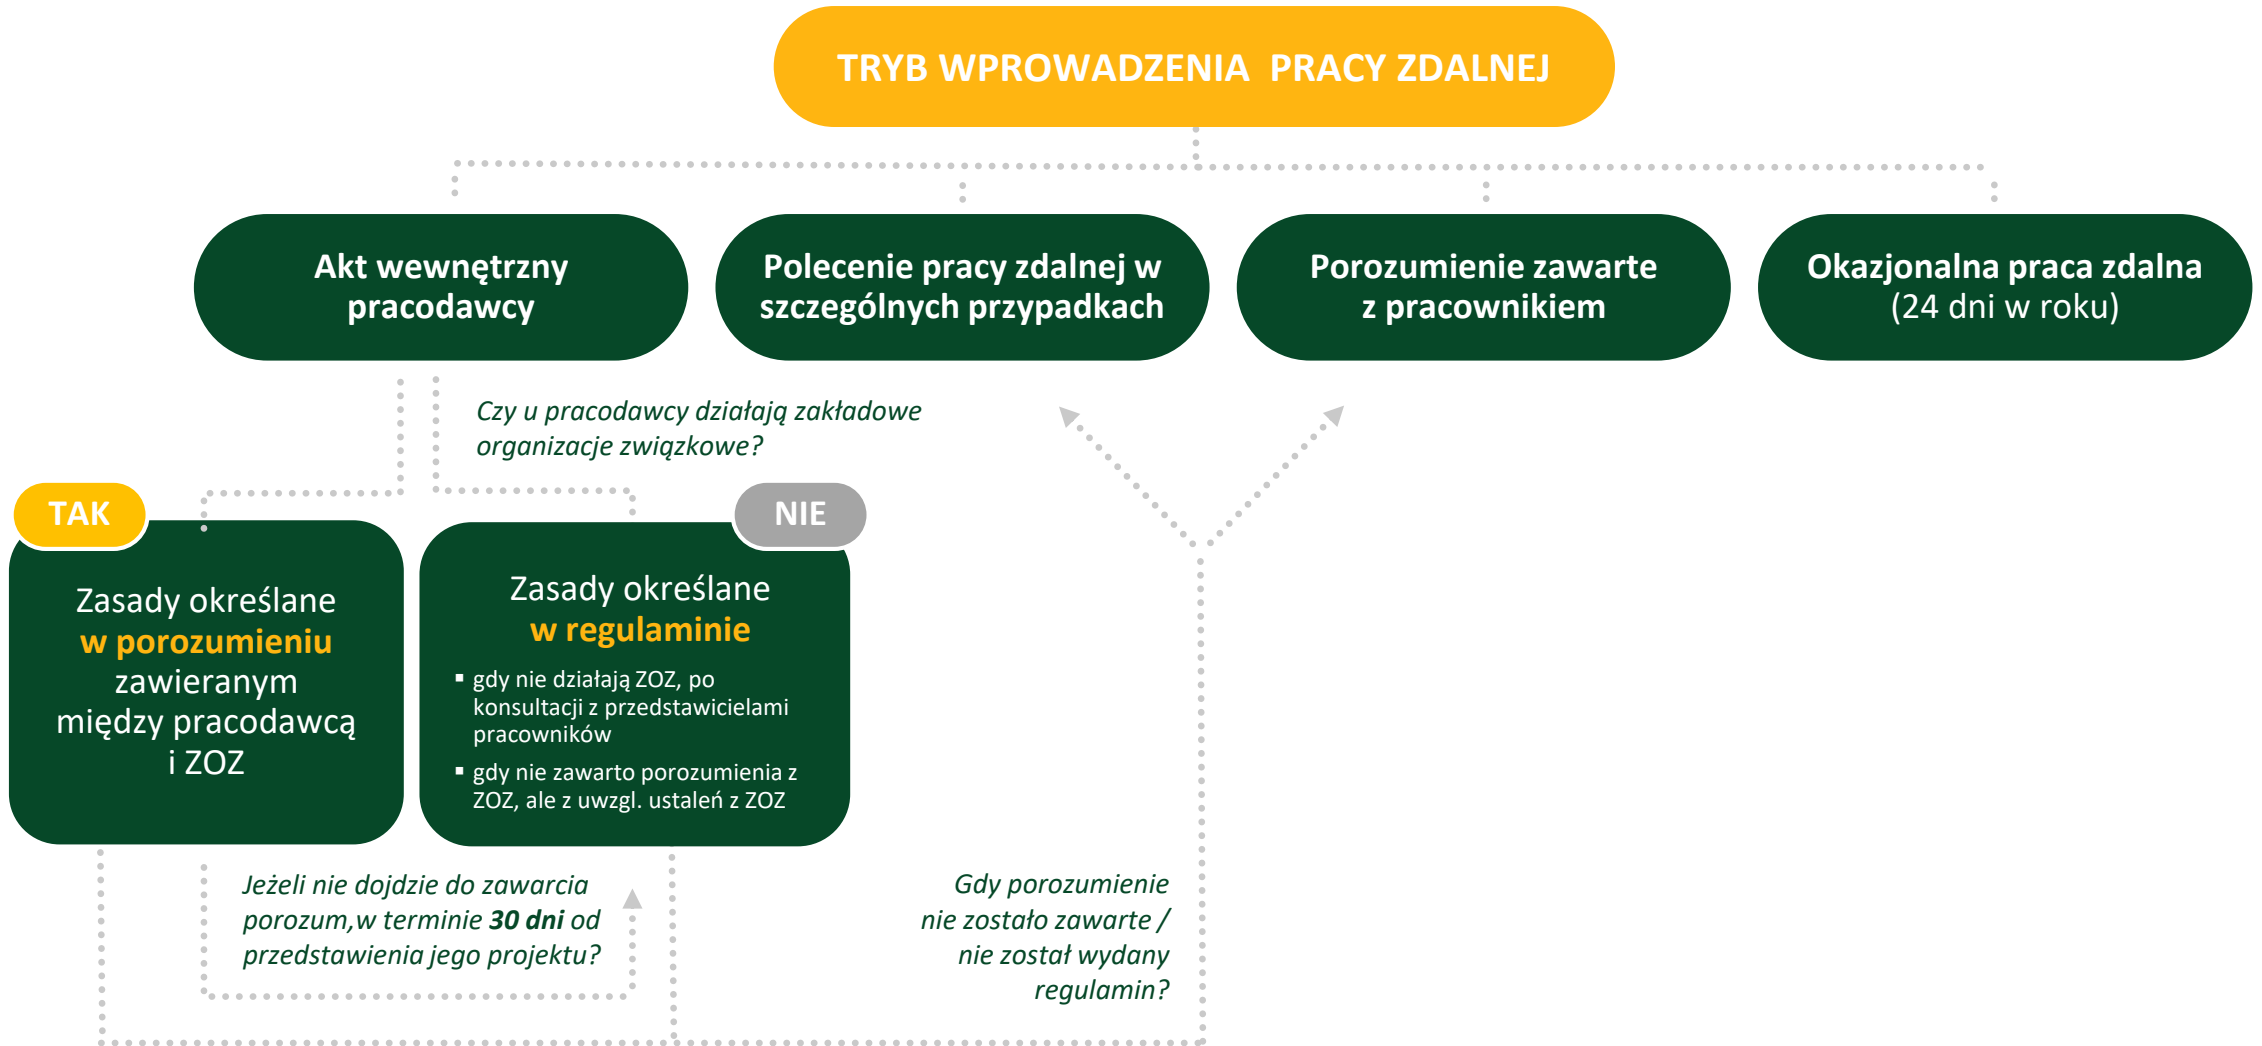 TRYB WPROWADZENIA PRACY ZDALNEJ
Akt wewnętrzny
pracodawcy
Polecenie pracy zdalnej w
szczególnych przypadkach
Porozumienie zawarte
z pracownikiem
Okazjonalna praca zdalna
(24 dni w roku)
Czy u pracodawcy działają zakładowe
organizacje związkowe?
TAK
Zasady określane
w porozumieniu
zawieranym
między pracodawcą
i ZOZ
NIE
Zasady określane
w regulaminie
▪ gdy nie działają ZOZ, po
konsultacji z przedstawicielami
pracowników
▪ gdy nie zawarto porozumienia z
ZOZ, ale z uwzgl. ustaleń z ZOZ
Jeżeli nie dojdzie do zawarcia
porozum,w terminie 30 dni od
przedstawienia jego projektu?
Gdy porozumienie
nie zostało zawarte /
nie został wydany
regulamin?